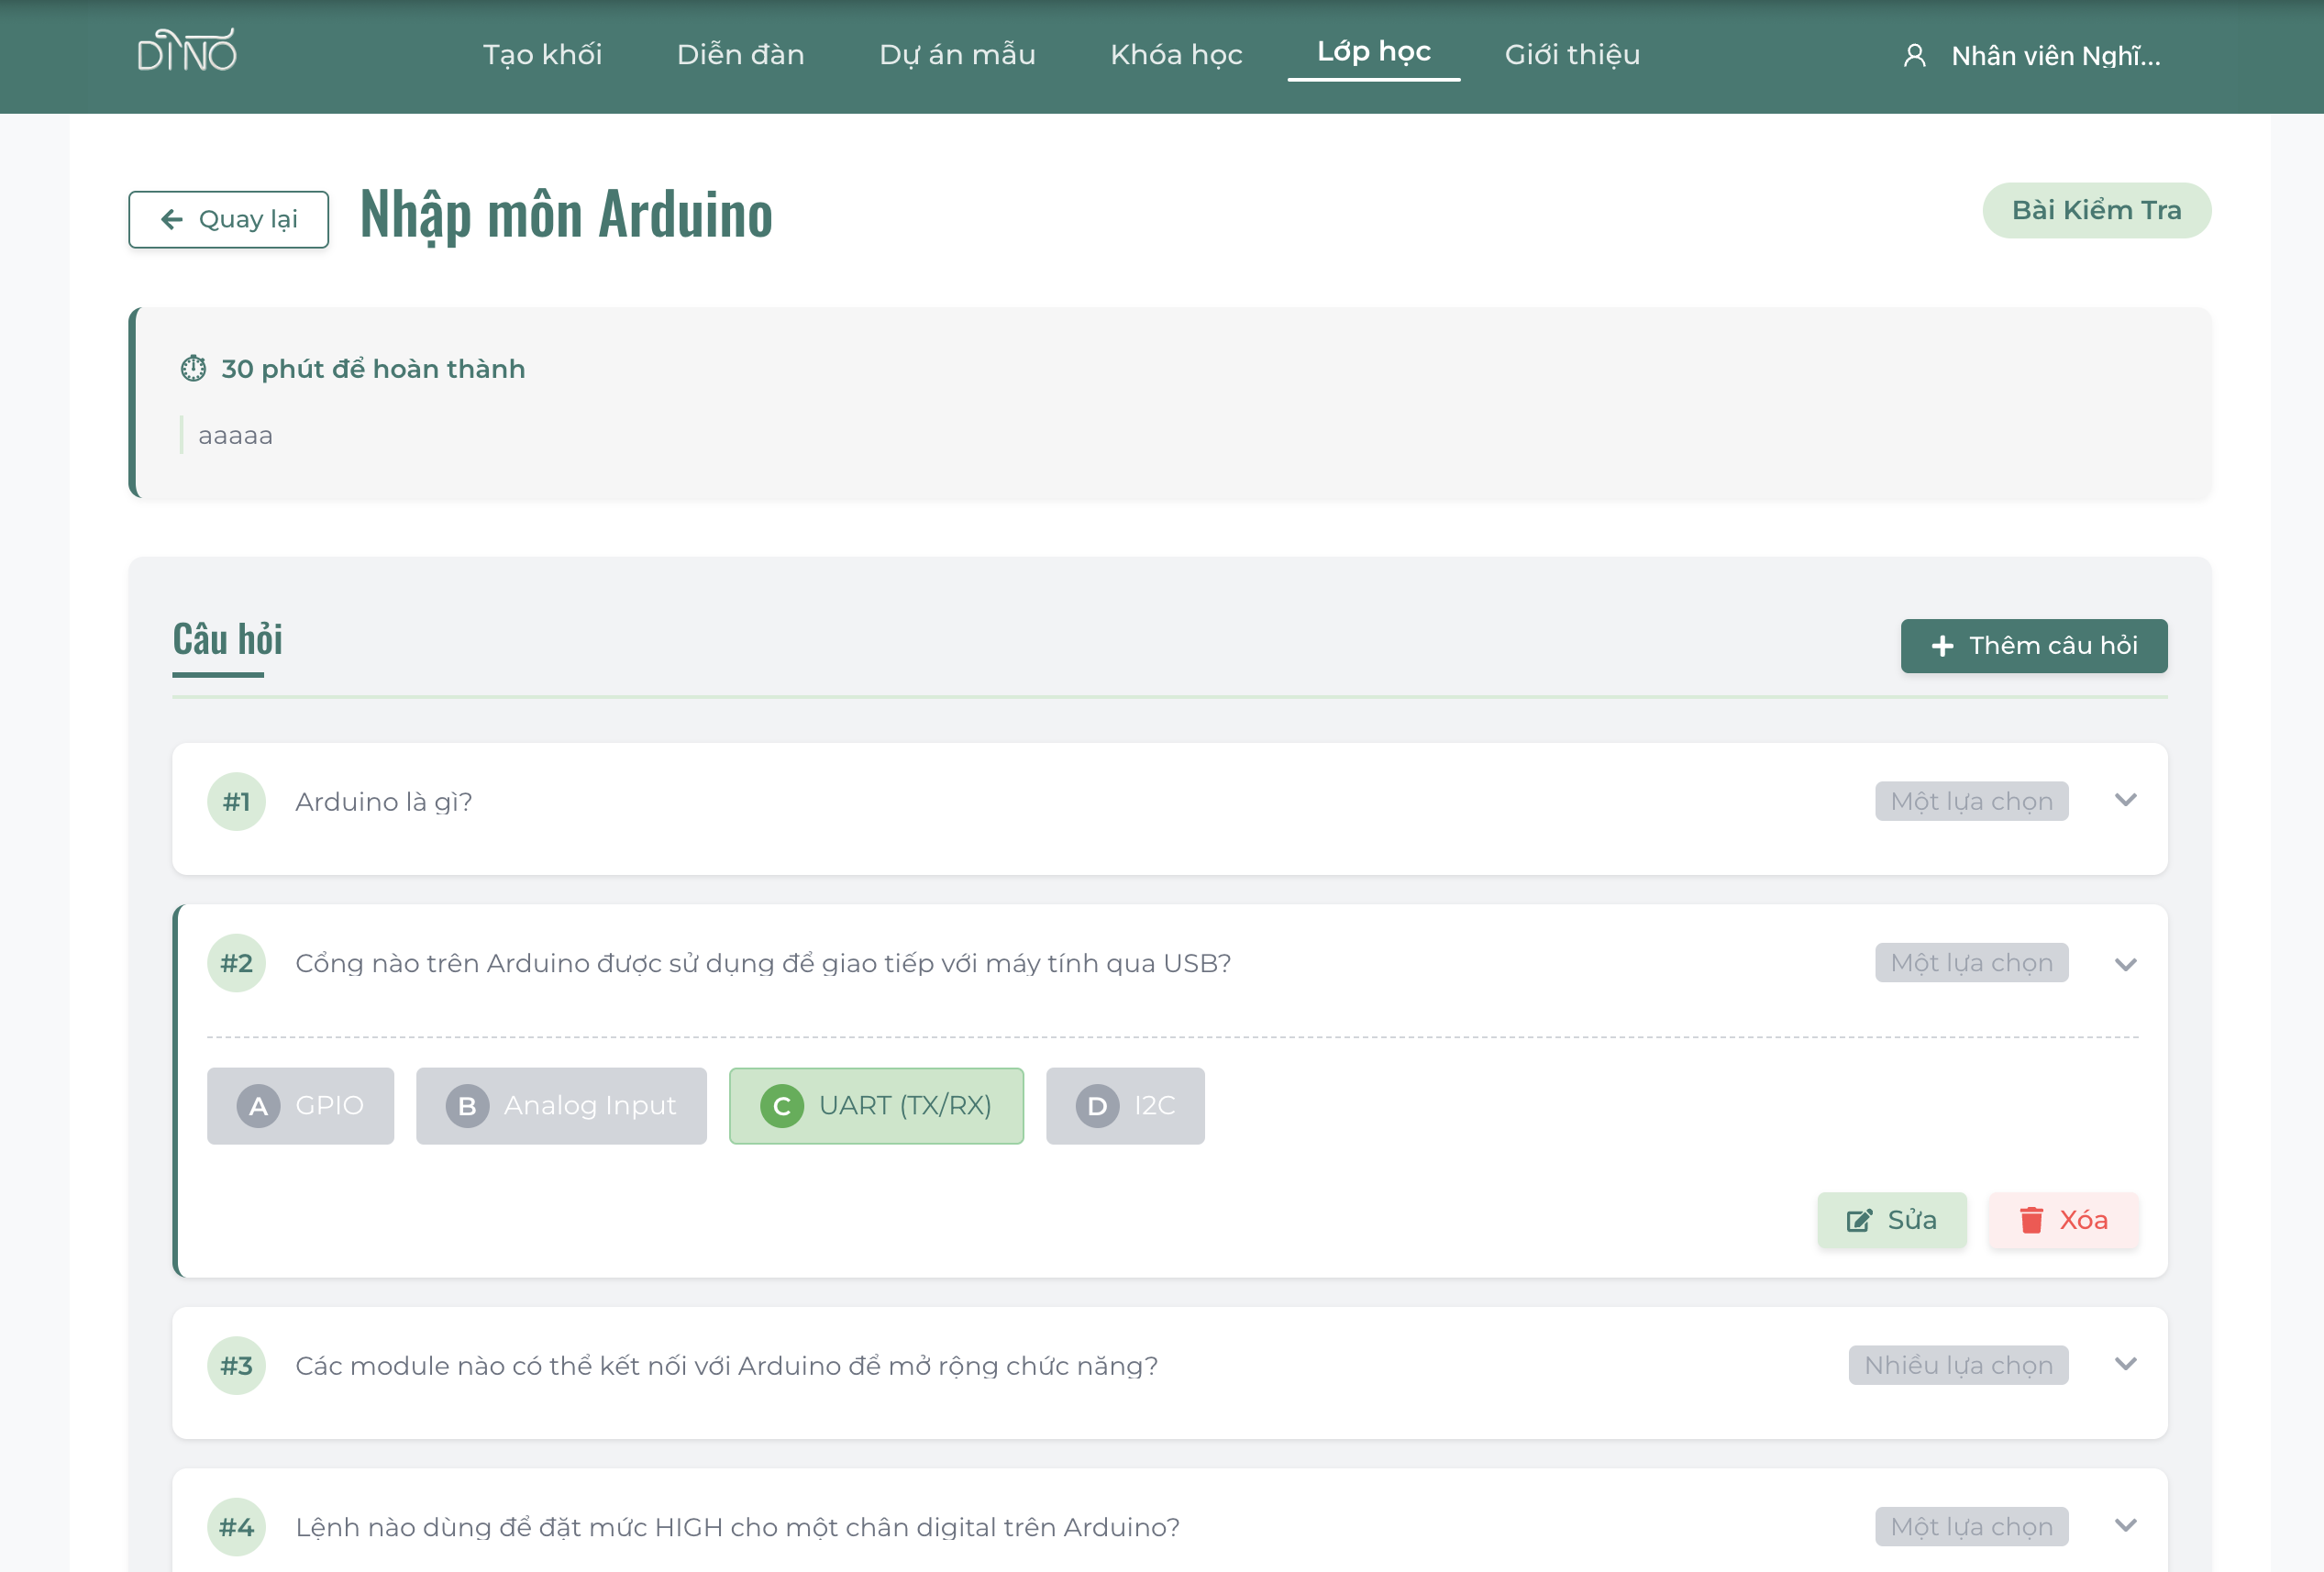 DINO
Tạo khối
Diễn đàn
Dự án mẫu
Khóa học
Lớp học
Giới thiệu
Nhân viên Nghĩ...
Quay lại
Nhập môn Arduino
Bài Kiểm Tra
30 phút để hoàn thành
aaaaa
Câu hỏi
Thêm câu hỏi
#1
Arduino là gì?
Một lựa chọn
#2
Cổng nào trên Arduino được sử dụng để giao tiếp với máy tính qua USB?
Một lựa chọn
A GPIO
B Analog Input
C UART (TX/RX)
D I2C
Sửa
Xóa
#3
Các module nào có thể kết nối với Arduino để mở rộng chức năng?
Nhiều lựa chọn
#4
Lệnh nào dùng để đặt mức HIGH cho một chân digital trên Arduino?
Một lựa chọn